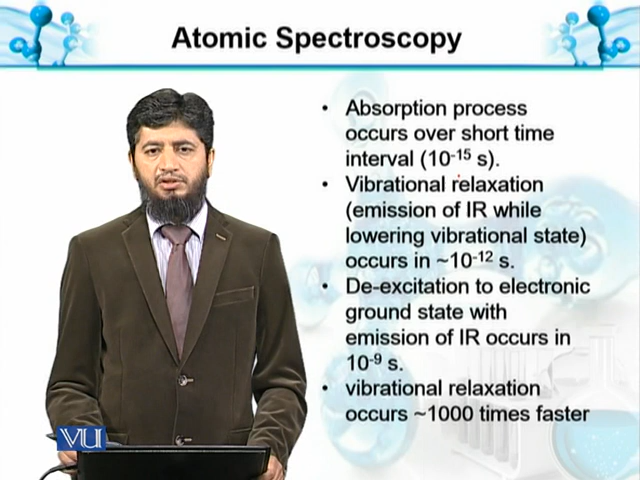 Atomic Spectroscopy
• Absorption process
occurs over short time
interval (10⁻¹⁵ s).
• Vibrational relaxation
(emission of IR while
lowering vibrational state)
occurs in ~10⁻¹² s.
• De-excitation to electronic
ground state with
emission of IR occurs in
10⁻⁹ s.
• vibrational relaxation
occurs ~1000 times faster
VU